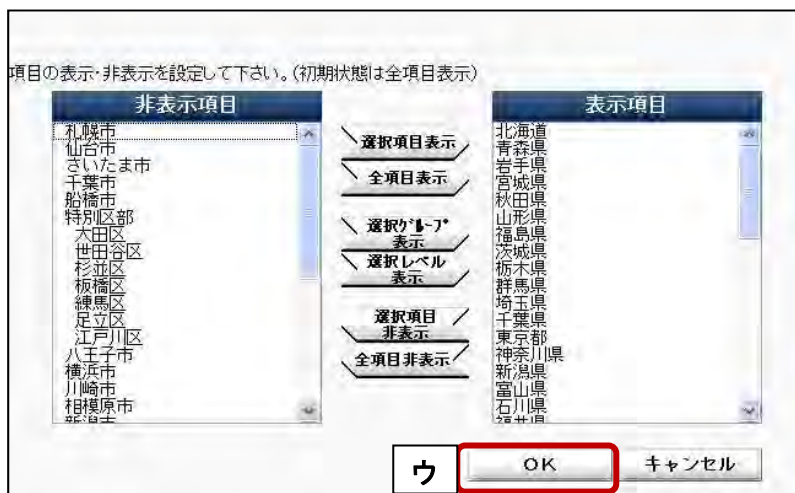 項目の表示・非表示を設定して下さい。(初期状態は全項目表示)
非表示項目
札幌市
仙台市
さいたま市
千葉市
船橋市
特別区部
大田区
世田谷区
杉並区
板橋区
練馬区
足立区
江戸川区
八王子市
横浜市
川崎市
相模原市
新潟市
選択項目表示
全項目表示
選択グループ
表示
選択レベル
表示
選択項目
非表示
全項目非表示
表示項目
北海道
青森県
岩手県
宮城県
秋田県
山形県
福島県
茨城県
栃木県
群馬県
埼玉県
千葉県
東京都
神奈川県
新潟県
富山県
石川県
福井県
ウ
OK
キャンセル